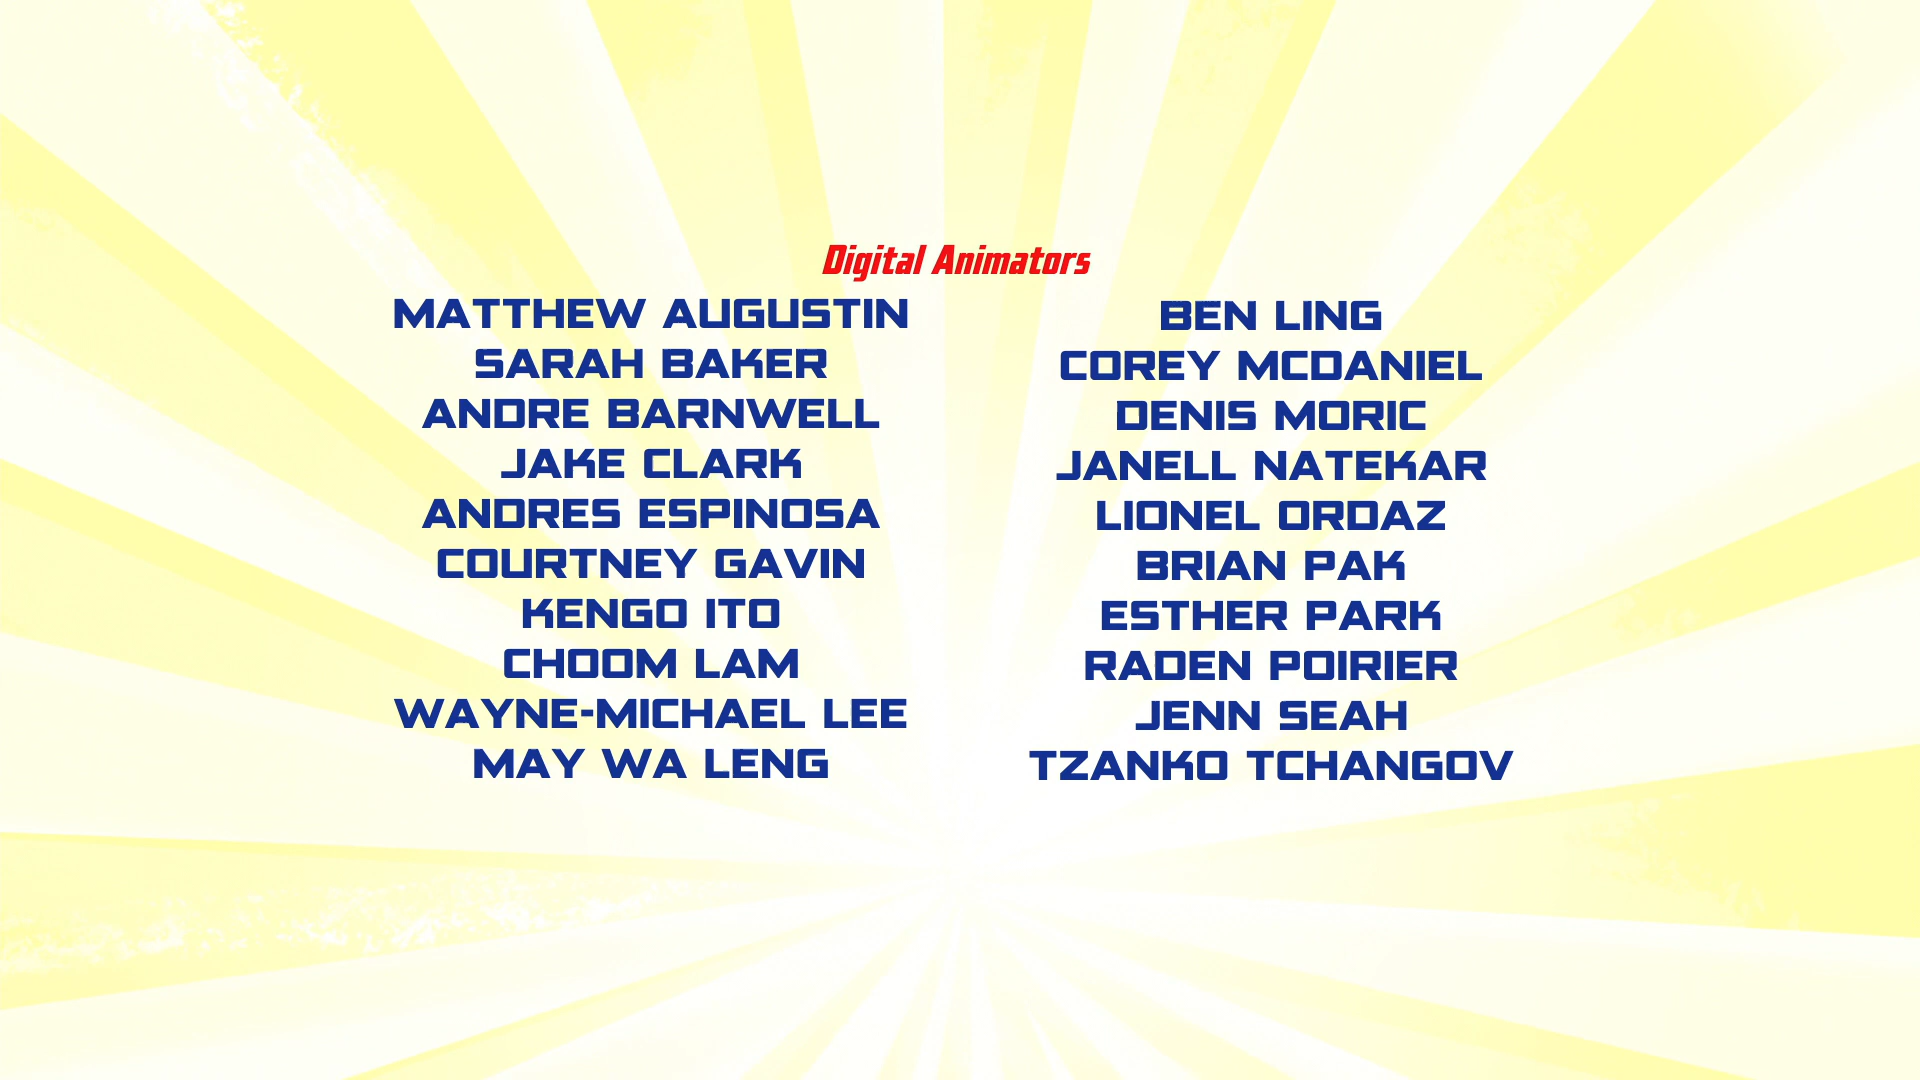 Digital Animators
MATTHEW AUGUSTIN
SARAH BAKER
ANDRE BARNWELL
JAKE CLARK
ANDRES ESPINOSA
COURTNEY GAVIN
KENGO ITO
CHOOM LAM
WAYNE-MICHAEL LEE
MAY WA LENG
BEN LING
COREY MCDANIEL
DENIS MORIC
JANELL NATEKAR
LIONEL ORDAZ
BRIAN PAK
ESTHER PARK
RADEN POIRIER
JENN SEAH
TZANKO TCHANGOV